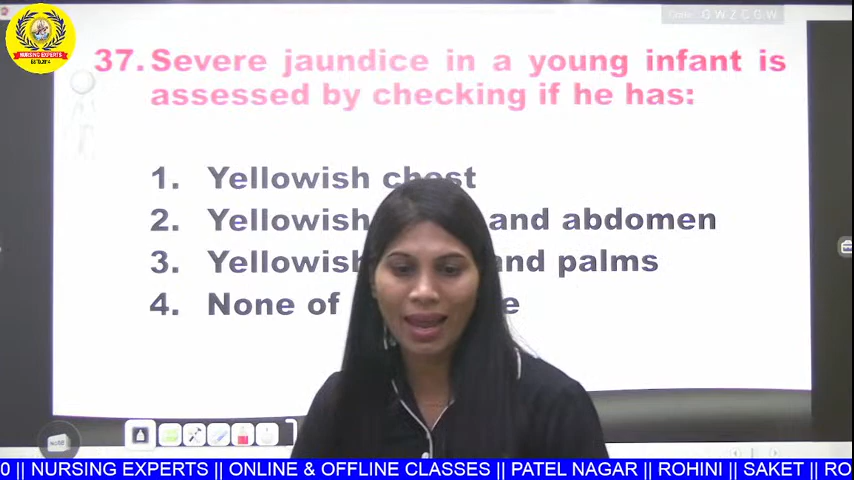 NURSING EXPERTS
37. Severe jaundice in a young infant is
assessed by checking if he has:
1. Yellowish chest
2. Yellowish and abdomen
3. Yellowish and palms
4. None of
0 || NURSING EXPERTS || ONLINE & OFFLINE CLASSES || PATEL NAGAR || ROHINI || SAKET || RO